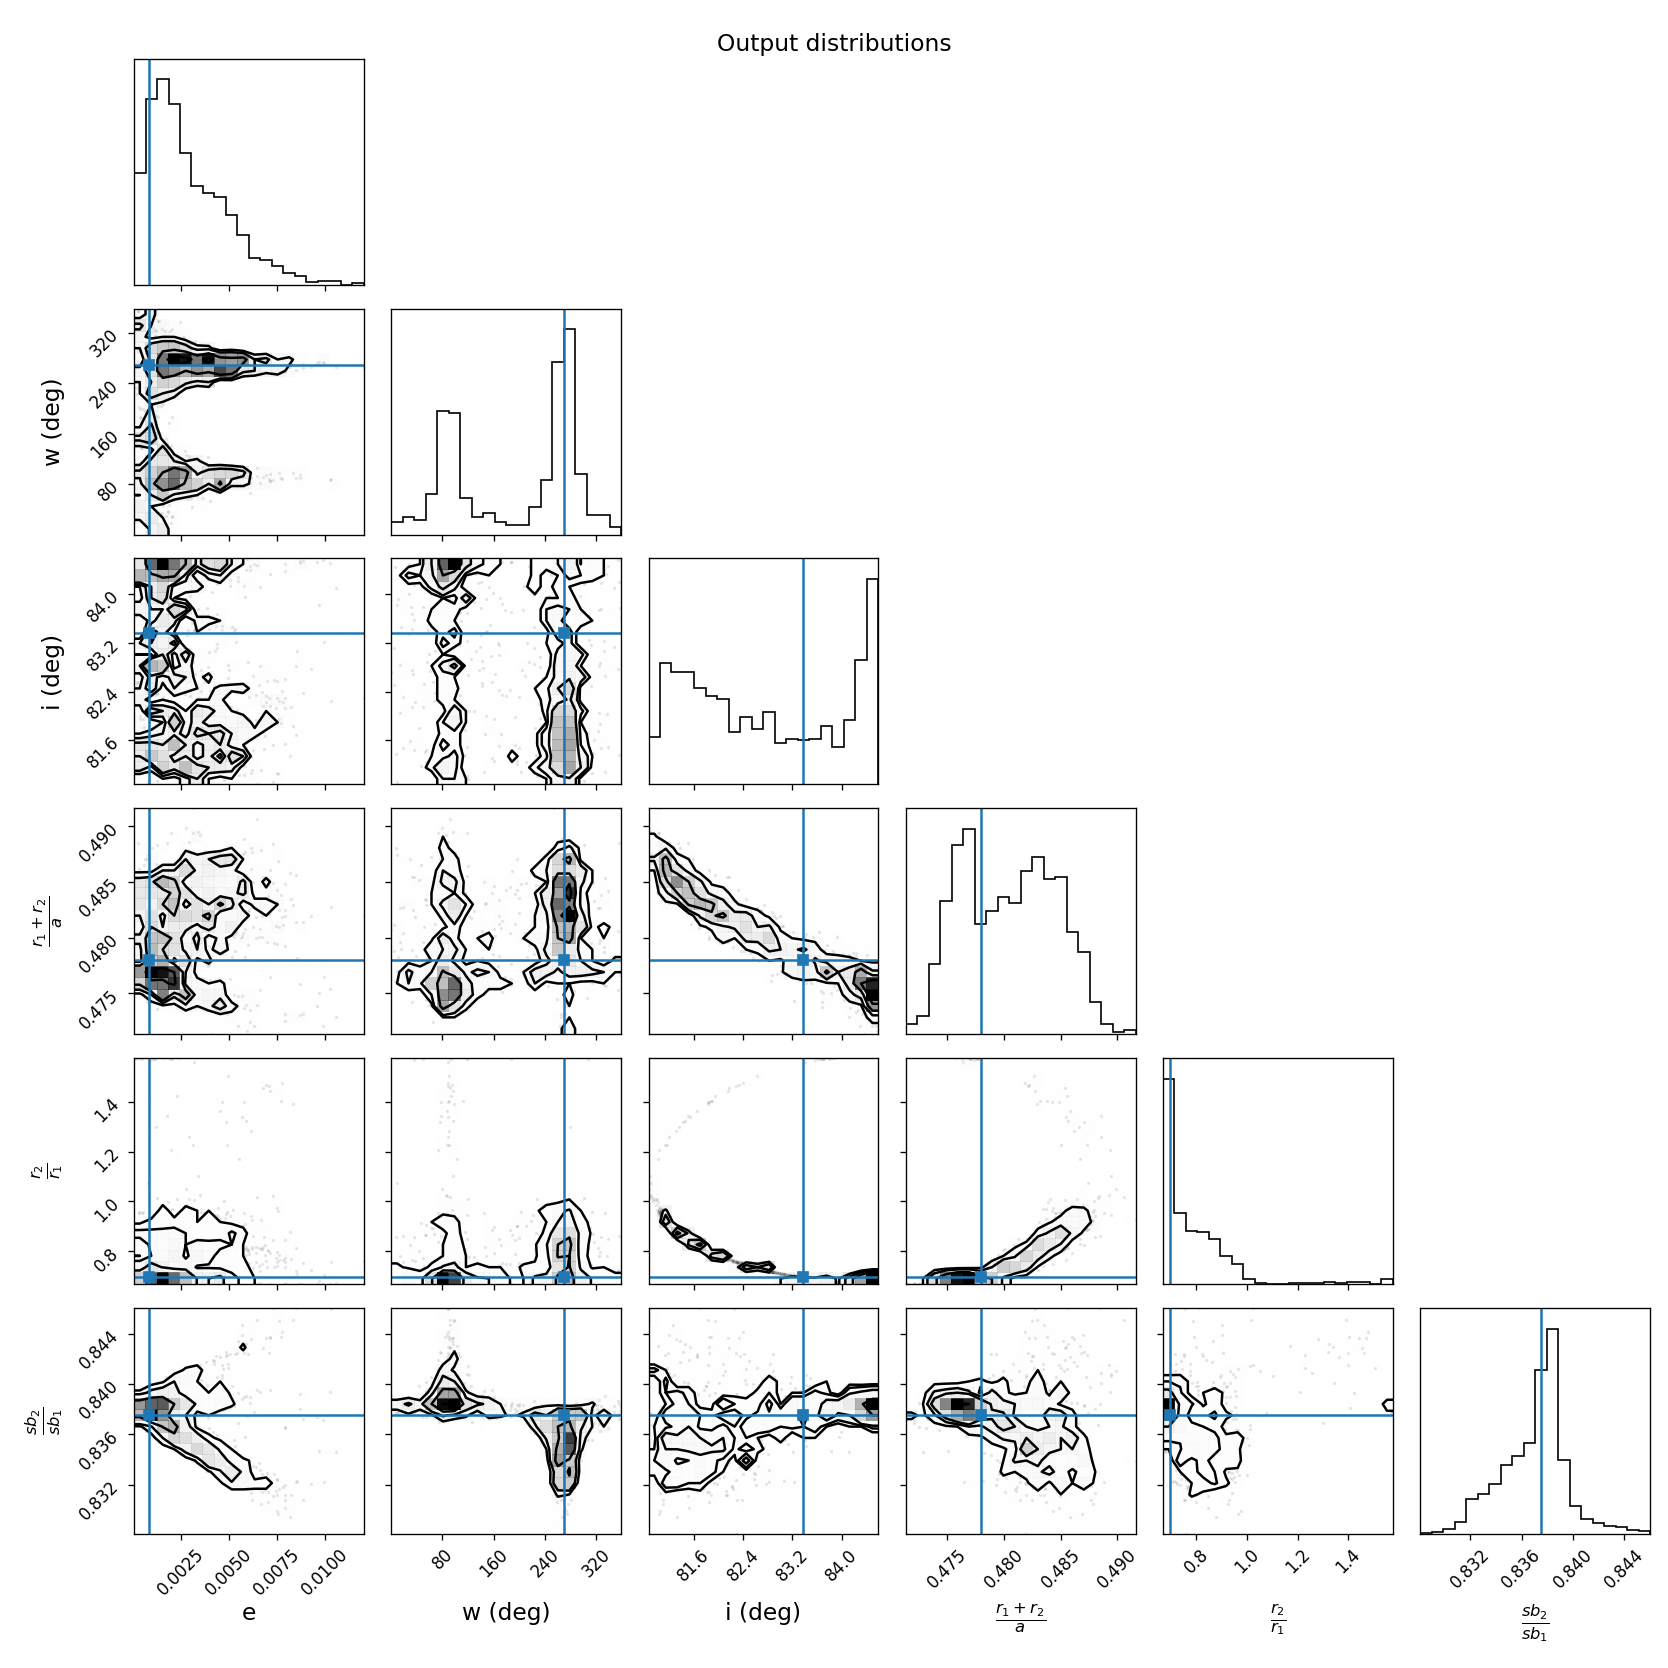 Output distributions
w (deg)
320
240
160
80
i (deg)
84.0
83.2
82.4
81.6
r₁ + r₂
a
0.490
0.485
0.480
0.475
r₂
r₁
1.4
1.2
1.0
0.8
sb₂
sb₁
0.844
0.840
0.836
0.832
0.0025 0.0050 0.0075 0.0100
80 160 240 320
81.6 82.4 83.2 84.0
0.475 0.480 0.485 0.490
0.8 1.0 1.2 1.4
0.832 0.836 0.840 0.844
e
w (deg)
i (deg)
r₁ + r₂
a
r₂
r₁
sb₂
sb₁